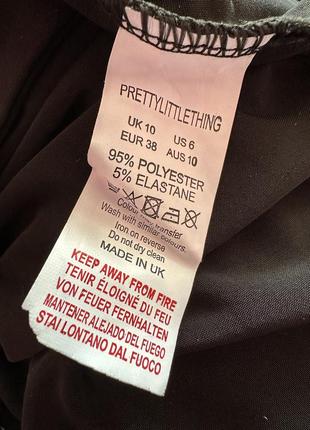 PRETTYLITTLETHING
UK 10 US 6
EUR 38 AUS 10
95% POLYESTER
5% ELASTANE
Colour may transfer
Wash with similar colours.
Iron on reverse
Do not dry clean
MADE IN UK
KEEP AWAY FROM FIRE
TENIR ÉLOIGNÉ DU FEU
VON FEUER FERNHALTEN
MANTENER ALEJADO DEL FUEGO
STAI LONTANO DAL FUOCO